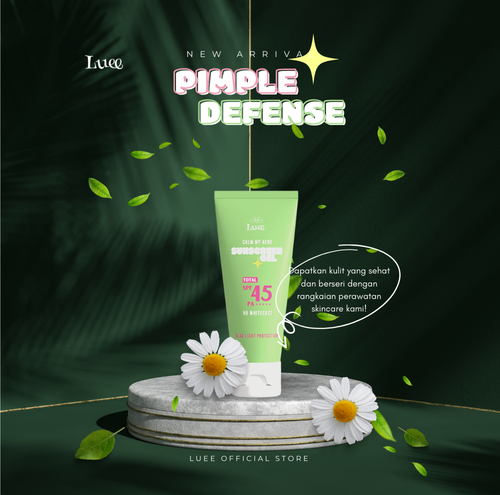 Luee
NEW ARRIVA
PIMPLE
DEFENSE
Luee
CALM MY ACNE
SUNSCREEN
GEL
TOTAL
SPF
45
PA+++++
NO WHITECAST
Dapatkan kulit yang sehat
dan berseri dengan
rangkaian perawatan
skincare kami!
LUEE OFFICIAL STORE